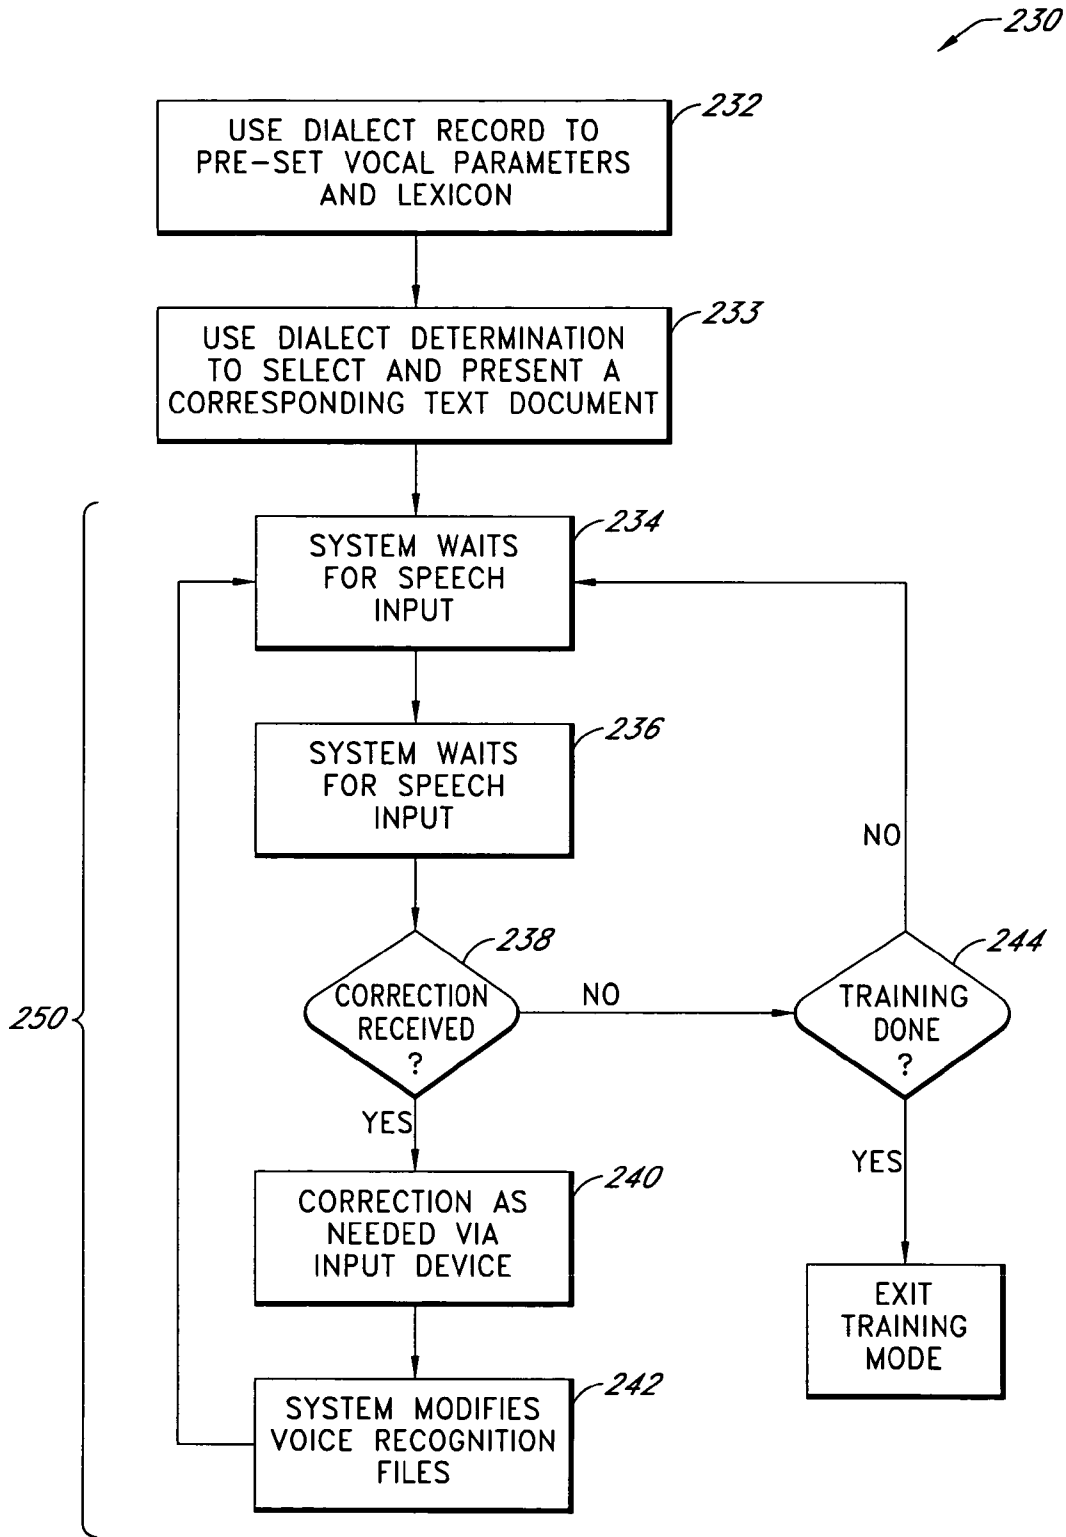 230
232
USE DIALECT RECORD TO
PRE-SET VOCAL PARAMETERS
AND LEXICON
233
USE DIALECT DETERMINATION
TO SELECT AND PRESENT A
CORRESPONDING TEXT DOCUMENT
234
SYSTEM WAITS
FOR SPEECH
INPUT
236
SYSTEM WAITS
FOR SPEECH
INPUT
NO
238
CORRECTION
RECEIVED
?
NO
244
TRAINING
DONE
?
250
YES
YES
240
CORRECTION AS
NEEDED VIA
INPUT DEVICE
EXIT
TRAINING
MODE
242
SYSTEM MODIFIES
VOICE RECOGNITION
FILES